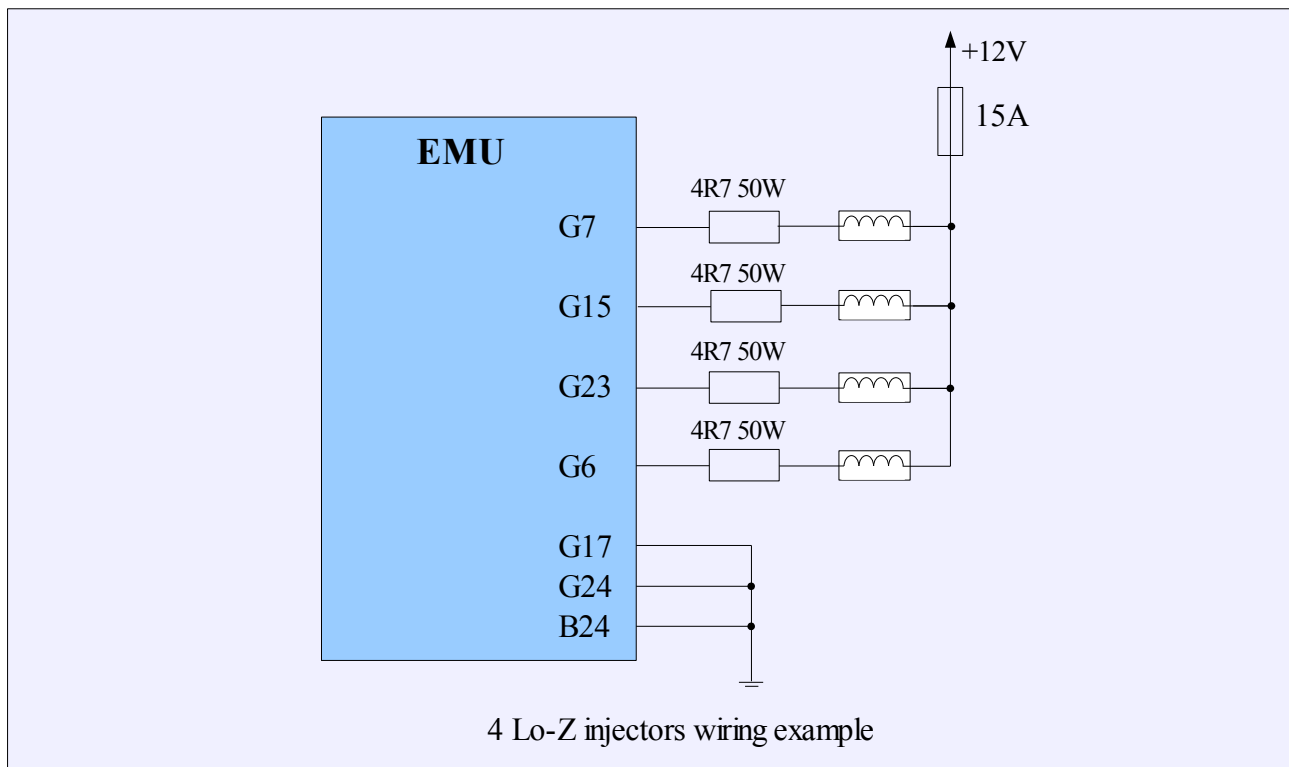 +12V
15A
EMU
4R7 50W
G7
4R7 50W
G15
4R7 50W
G23
4R7 50W
G6
G17
G24
B24
4 Lo-Z injectors wiring example